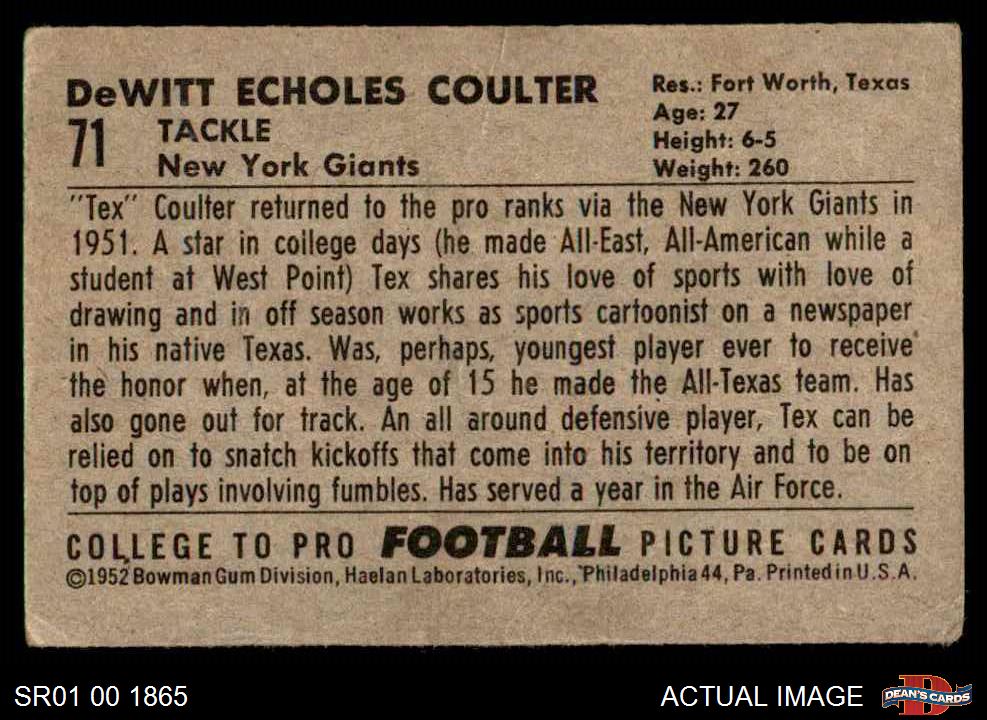 DeWITT ECHOLES COULTER
71 TACKLE
New York Giants
Res.: Fort Worth, Texas
Age: 27
Height: 6-5
Weight: 260
"Tex" Coulter returned to the pro ranks via the New York Giants in
1951. A star in college days (he made All-East, All-American while a
student at West Point) Tex shares his love of sports with love of
drawing and in off season works as sports cartoonist on a newspaper
in his native Texas. Was, perhaps, youngest player ever to receive
the honor when, at the age of 15 he made the All-Texas team. Has
also gone out for track. An all around defensive player, Tex can be
relied on to snatch kickoffs that come into his territory and to be on
top of plays involving fumbles. Has served a year in the Air Force.
COLLEGE TO PRO FOOTBALL PICTURE CARDS
©1952 Bowman Gum Division, Haelan Laboratories, Inc., Philadelphia 44, Pa. Printed in U.S.A.
SR01 00 1865
ACTUAL IMAGE
DEAN'S CARDS